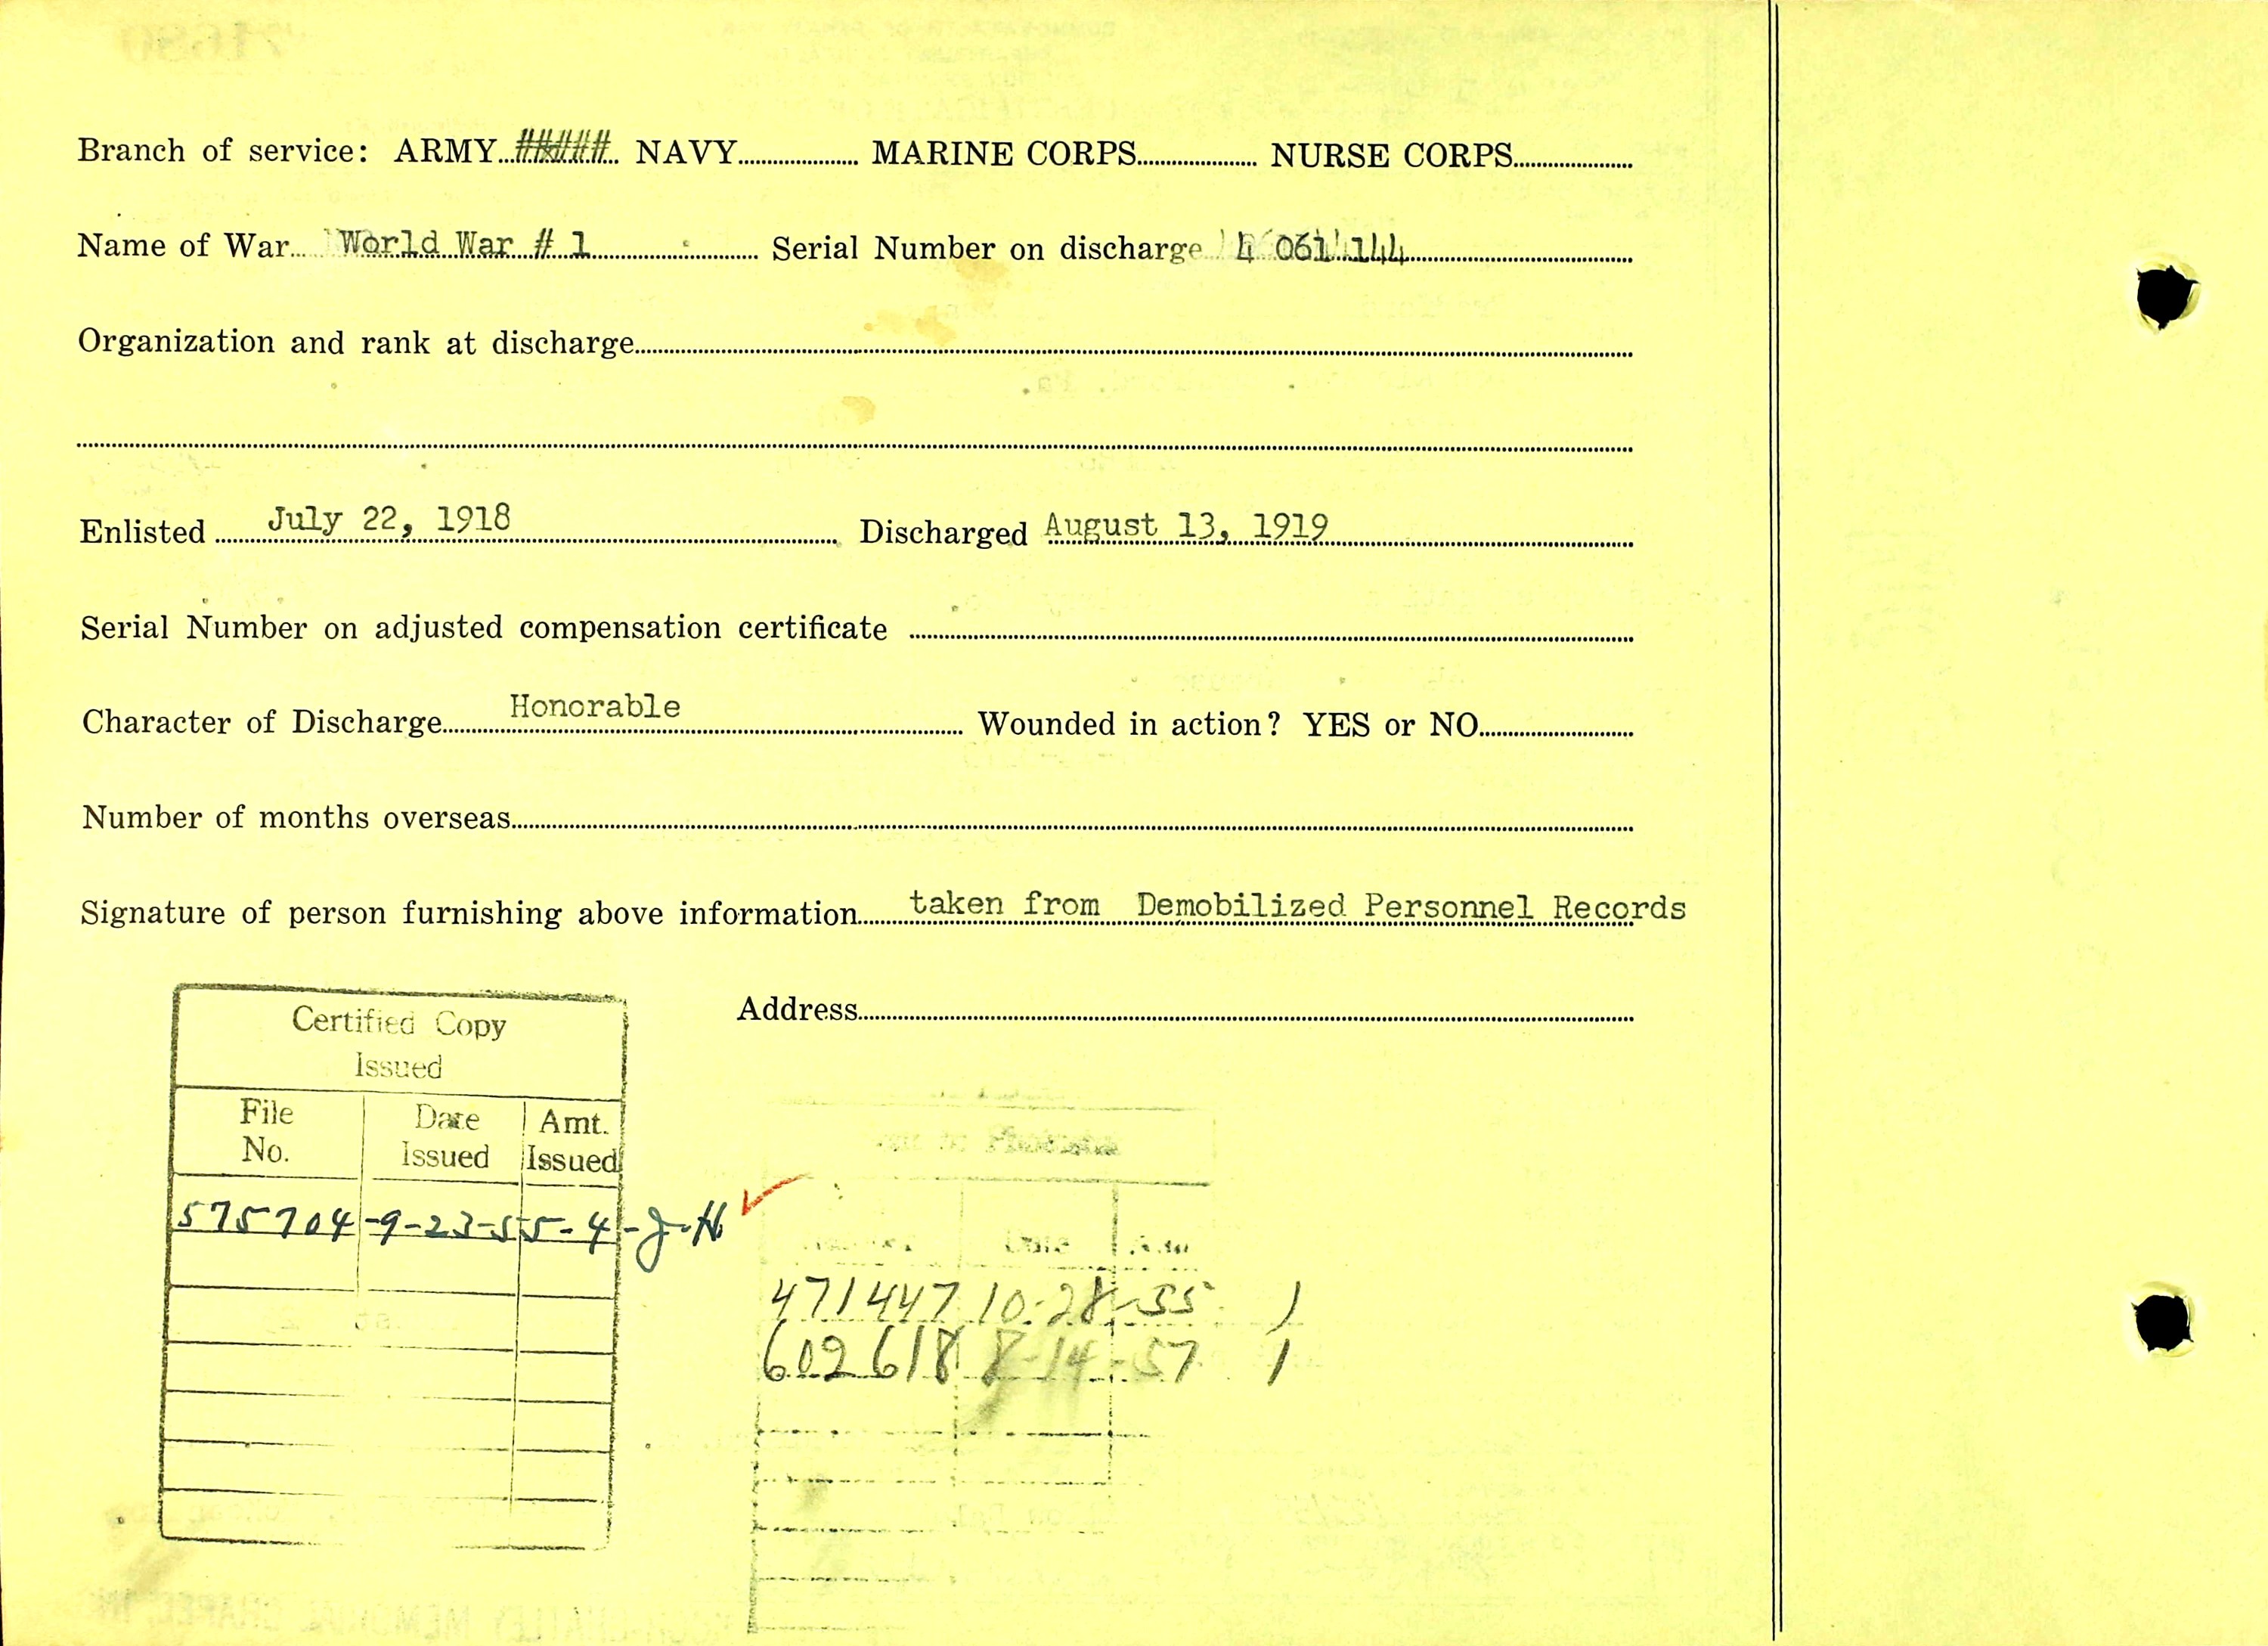 Branch of service: ARMY ##### NAVY MARINE CORPS NURSE CORPS
Name of War World War # 1 Serial Number on discharge 4 061 144
Organization and rank at discharge
Enlisted July 22, 1918 Discharged August 13, 1919
Serial Number on adjusted compensation certificate
Character of Discharge Honorable Wounded in action? YES or NO
Number of months overseas
Signature of person furnishing above information taken from Demobilized Personnel Records
Address
Certified Copy
Issued
File No. Date Issued Amt. Issued
575704 -9-23-55- 4 -J-H
471447 10-28-55 1
602618 8-14-57 1